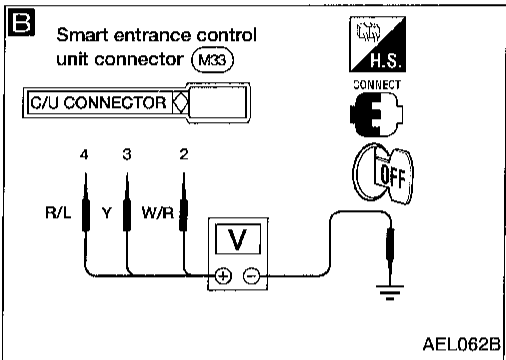 B
Smart entrance control
unit connector M33
H.S.
CONNECT
C/U CONNECTOR
OFF
4 3 2
R/L Y W/R
V
+ −
AEL062B